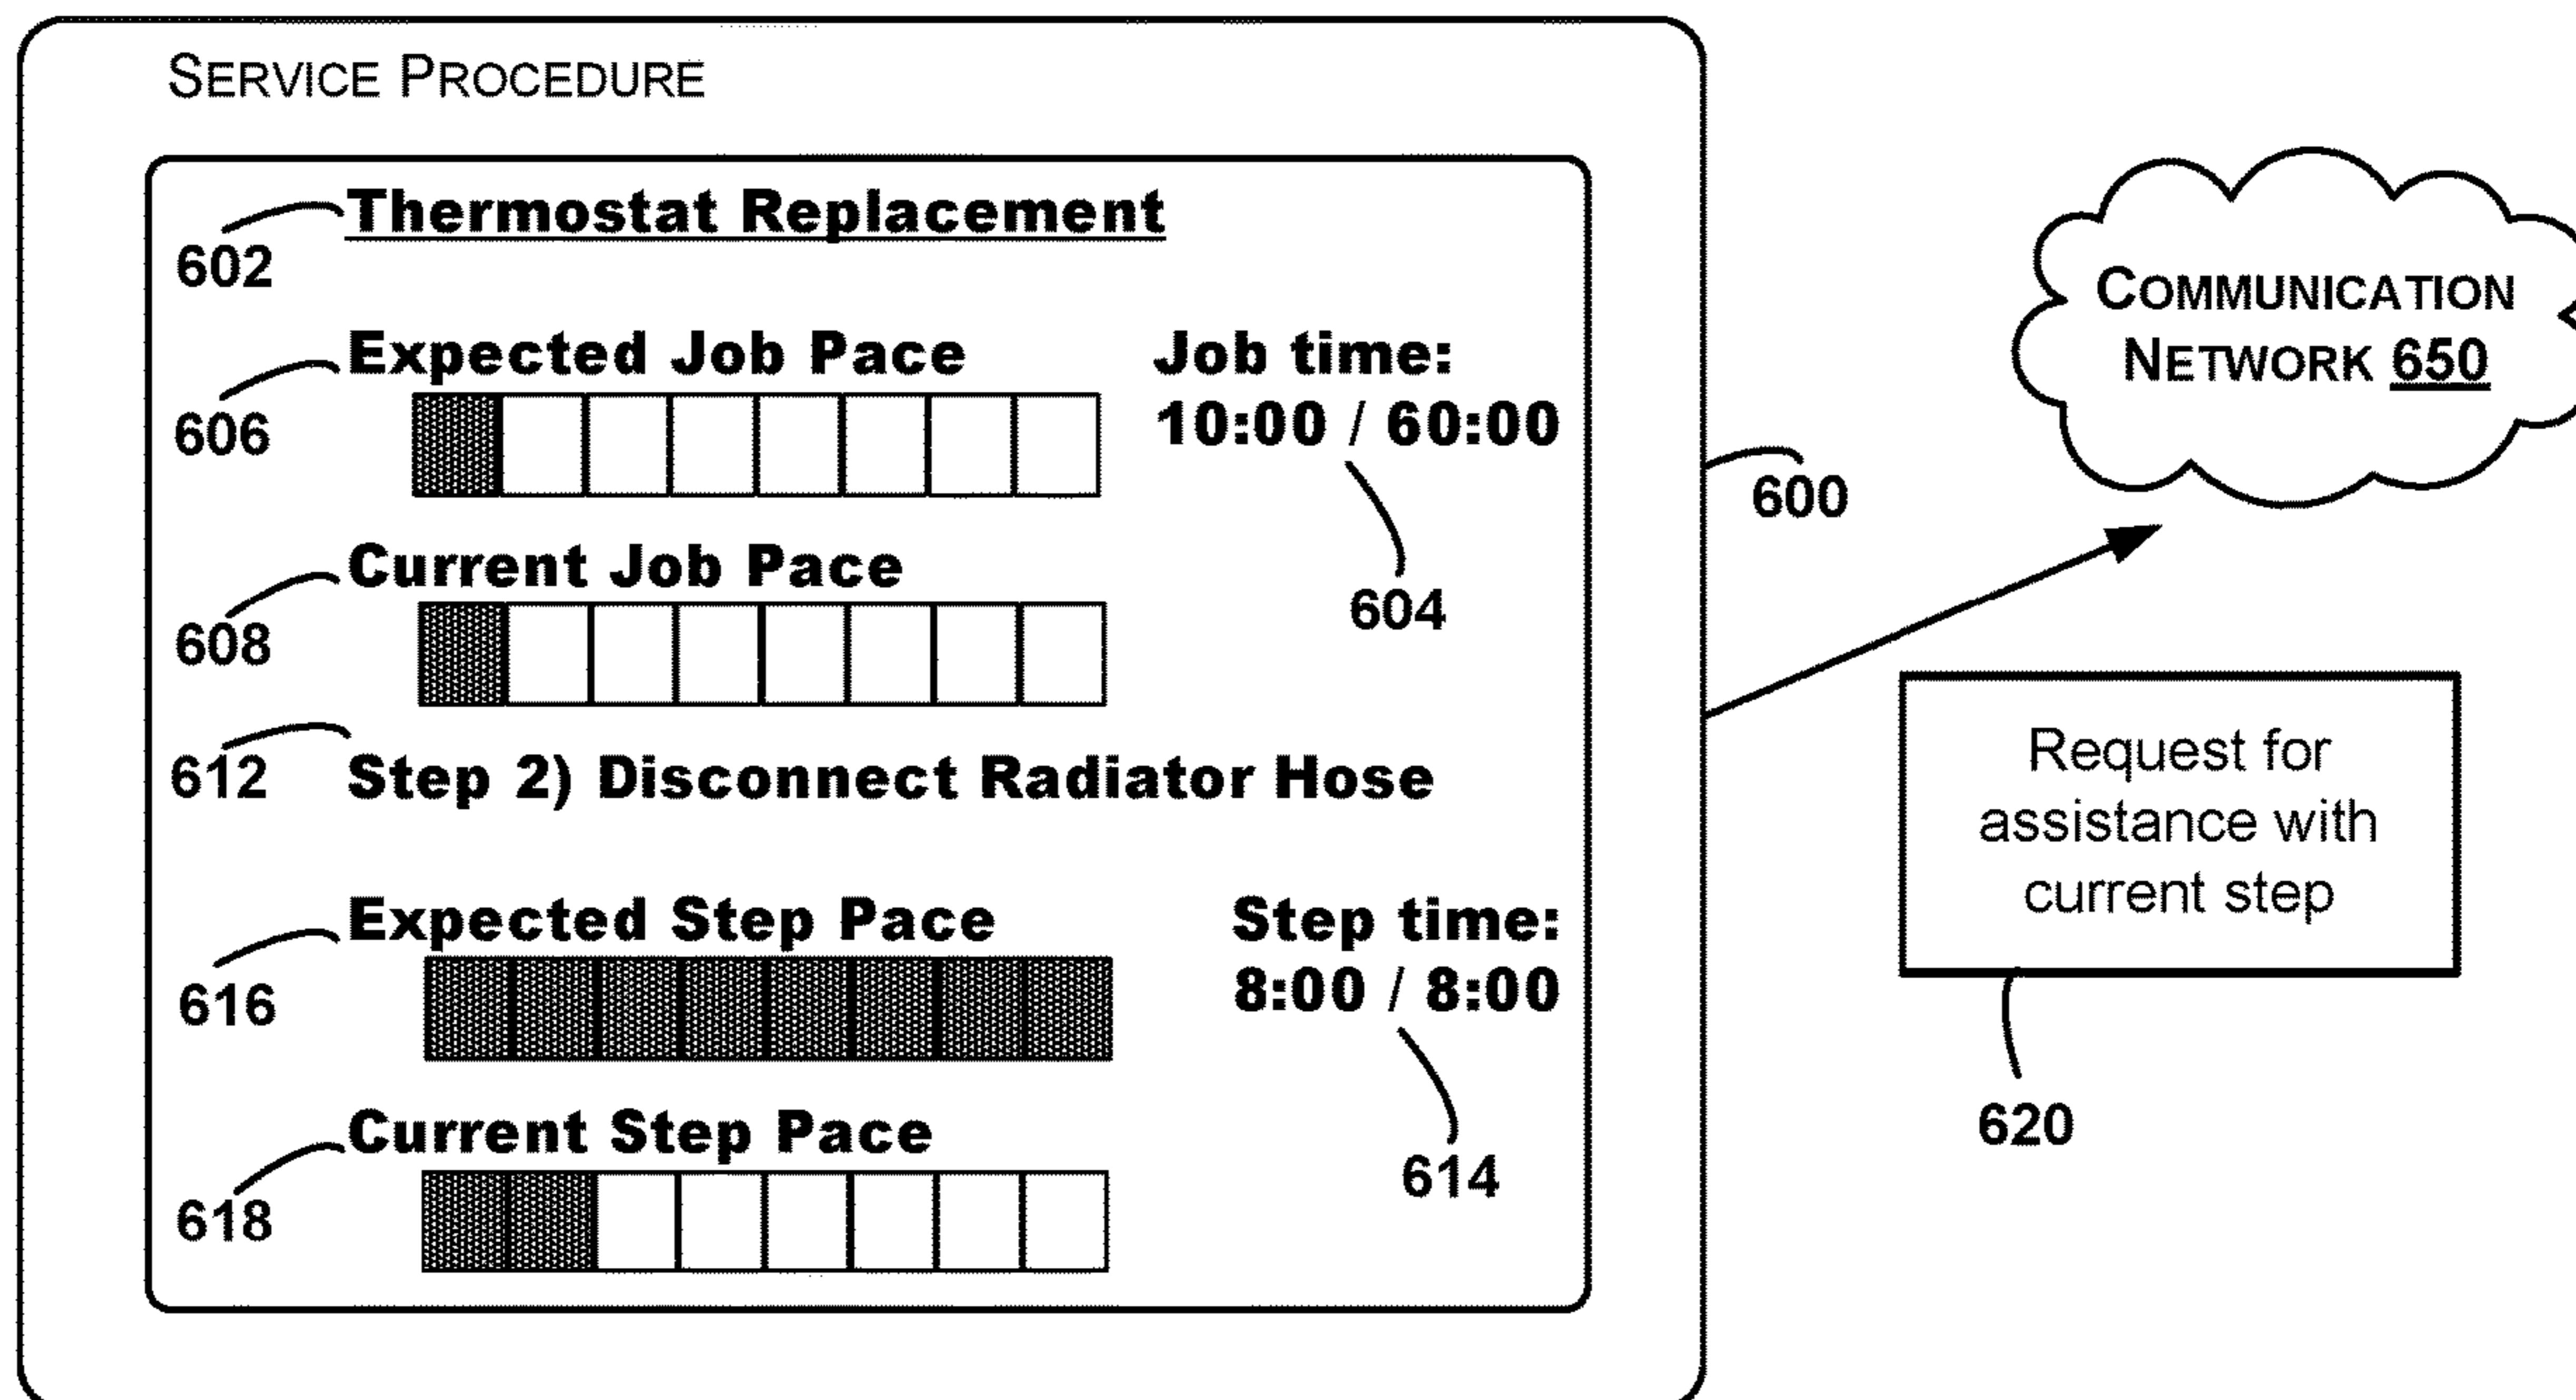 SERVICE PROCEDURE
Thermostat Replacement
602
Expected Job Pace
606
Job time:
10:00 / 60:00
604
Current Job Pace
608
612
Step 2) Disconnect Radiator Hose
Expected Step Pace
616
Step time:
8:00 / 8:00
614
Current Step Pace
618
600
COMMUNICATION
NETWORK 650
Request for
assistance with
current step
620